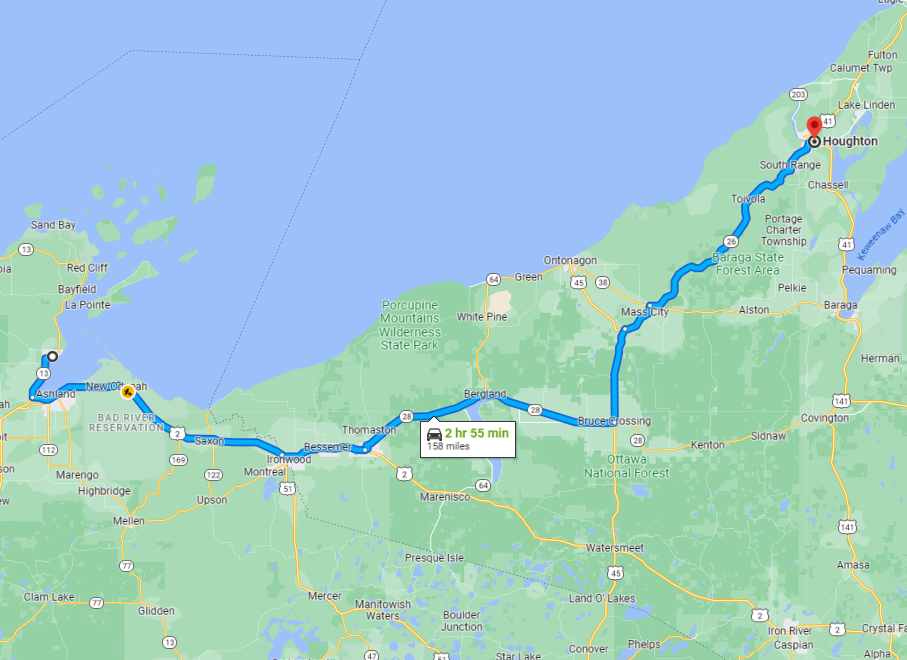 Eagle
Fulton
Calumet Twp
203
Lake Linden
41
Houghton
South Range
Chassell
Toivola
Portage
Charter
Township
26
41
Keweenaw Bay
Baraga State
Forest Area
Pequaming
Sand Bay
13
Red Cliff
Bayfield
La Pointe
Ontonagon
64
Green
45
38
Pelkie
Porcupine
Mountains
Wilderness
State Park
White Pine
Mass City
Alston
Baraga
Herman
13
Ashland
New Od nah
BAD RIVER
RESERVATION
2
Saxon
Bergland
28
28
Bruce Crossing
141
Covington
Thomaston
Bessemer
2 hr 55 min
158 miles
28
Kenton
Sidnaw
112
169
Ironwood
Montreal
Marengo
122
Ottawa
National Forest
Highbridge
Upson
51
2
64
Marenisco
Mellen
141
Watersmeet
Presque Isle
77
45
Amasa
Clam Lake
77
Glidden
Mercer
Manitowish
Waters
Boulder
Junction
Land O' Lakes
2
Iron River
2
Crystal Fa
Caspian
13
47
51
Star Lake
Conover
Phelps
Alpha